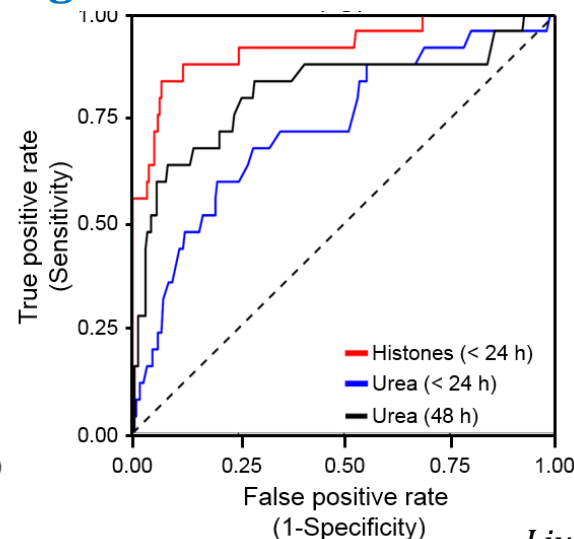 1.00
0.75
0.50
0.25
0.00
True positive rate
(Sensitivity)
Histones (< 24 h)
Urea (< 24 h)
Urea (48 h)
0.00 0.25 0.50 0.75 1.00
False positive rate
(1-Specificity)